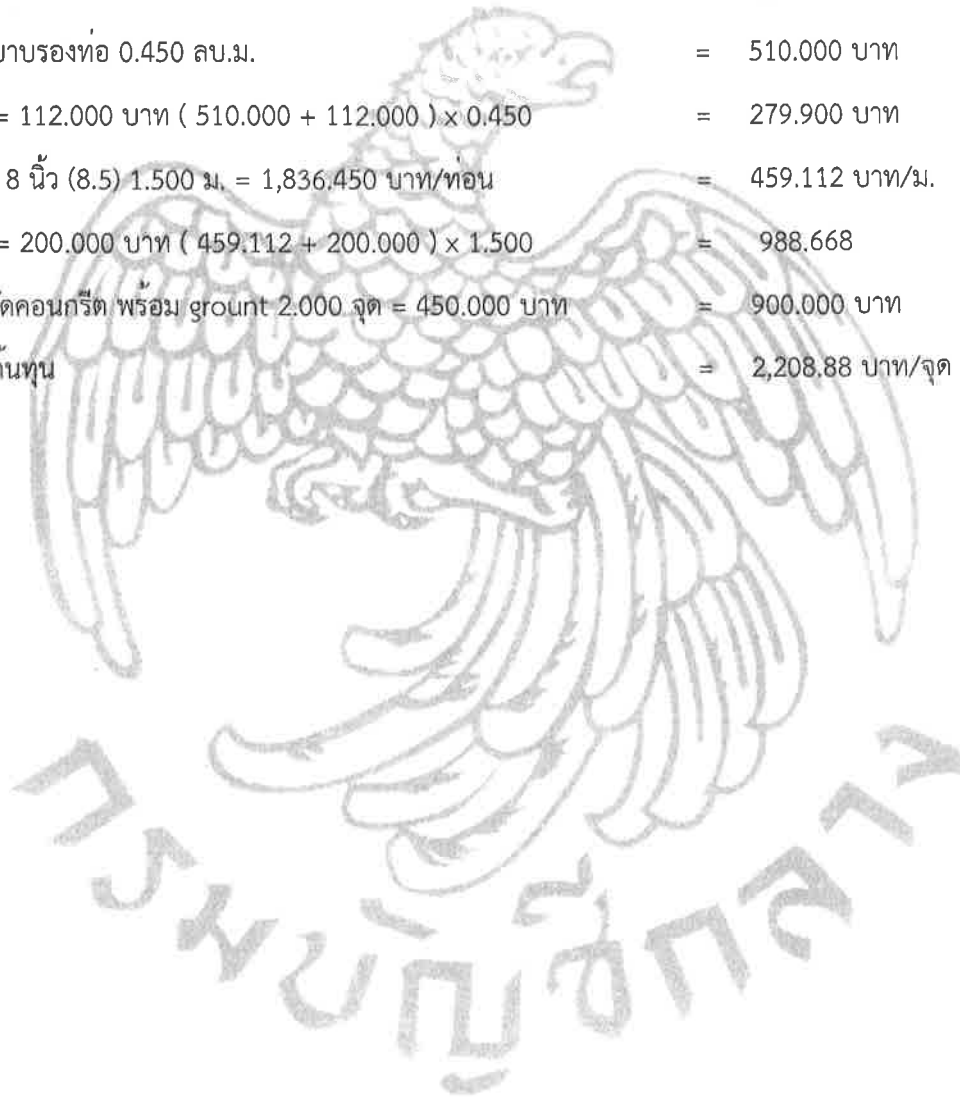 ยาบรองท่อ 0.450 ลบ.ม. = 510.000 บาท
= 112.000 บาท ( 510.000 + 112.000 ) x 0.450 = 279.900 บาท
8 นิ้ว (8.5) 1.500 ม. = 1,836.450 บาท/ท่อน = 459.112 บาท/ม.
= 200.000 บาท ( 459.112 + 200.000 ) x 1.500 = 988.668
ัดคอนกรีต พร้อม grount 2.000 จุด = 450.000 บาท = 900.000 บาท
้นทุน = 2,208.88 บาท/จุด
กรมบัญชีกลาง